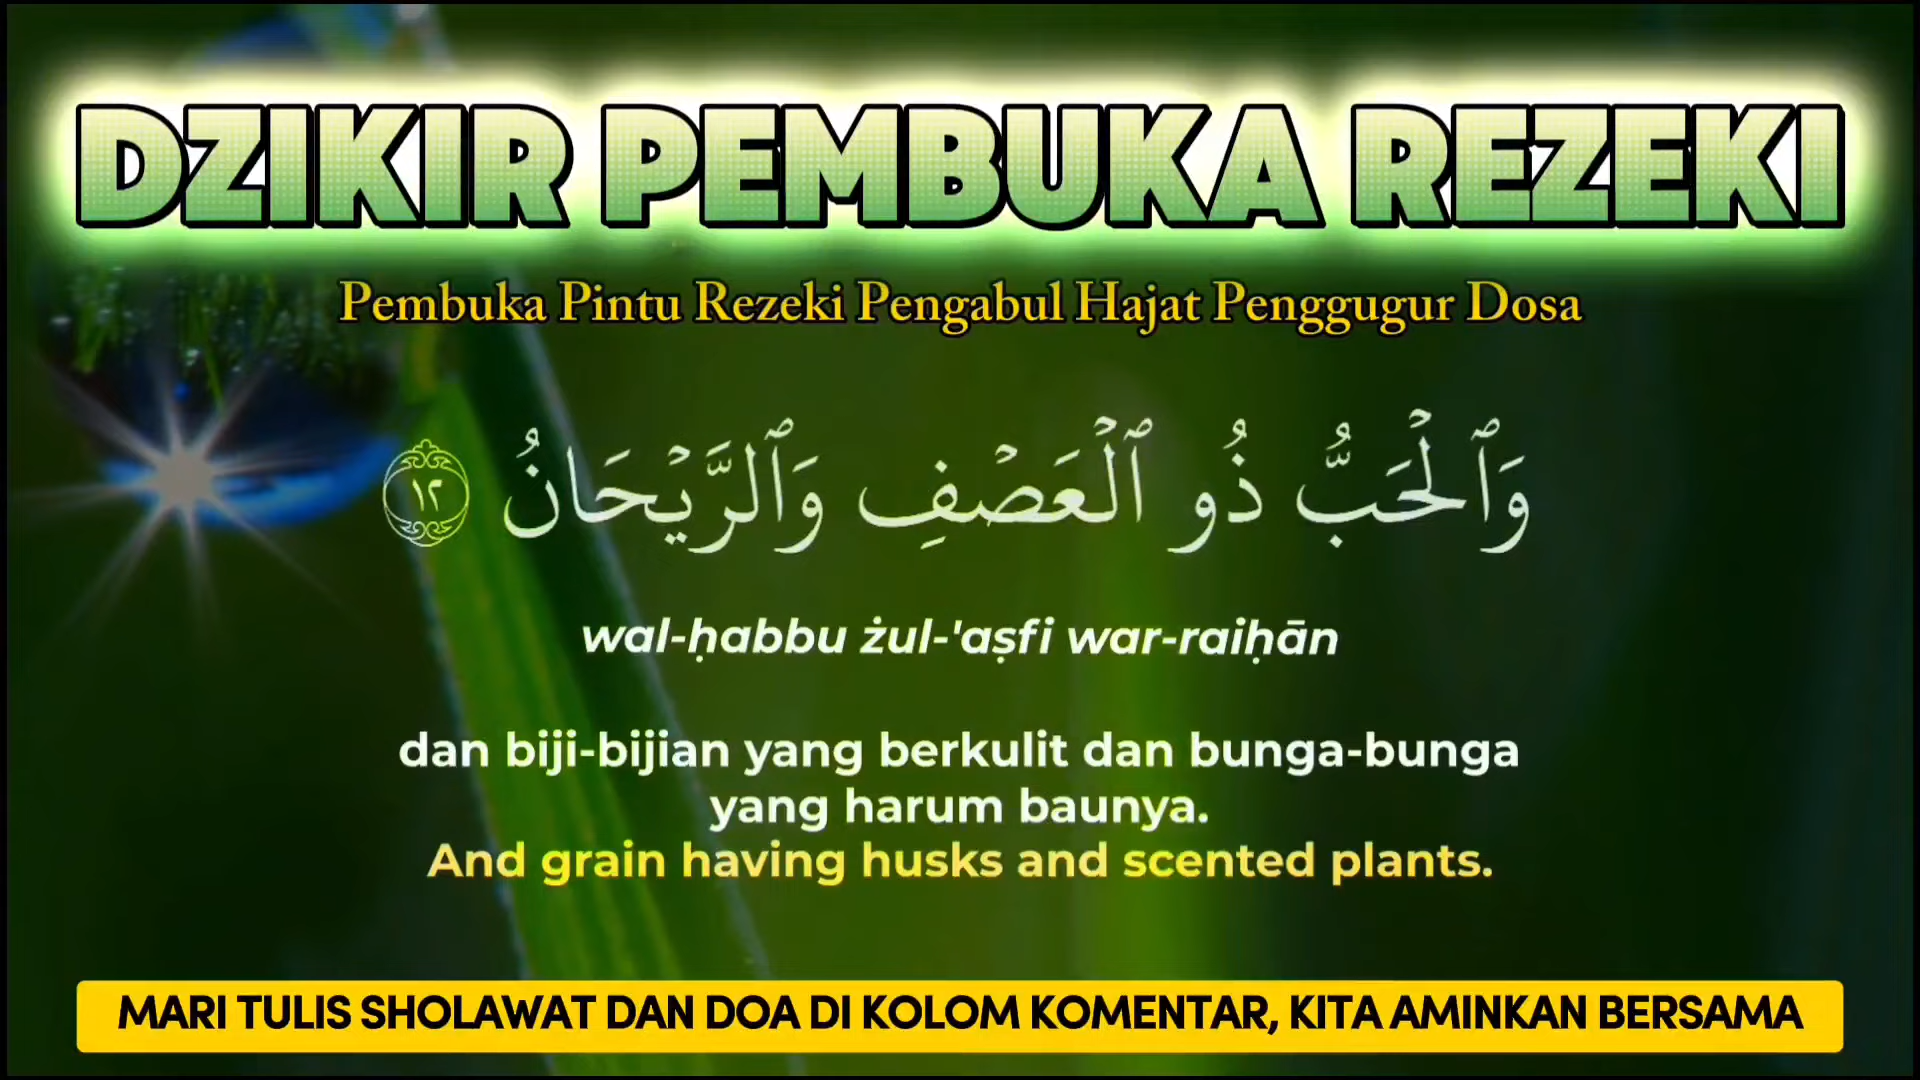 DZIKIR PEMBUKA REZEKI
Pembuka Pintu Rezeki Pengabul Hajat Penggugur Dosa
وَٱلۡحَبُّ ذُو ٱلۡعَصۡفِ وَٱلرَّيۡحَانُ ١٢
wal-ḥabbu żul-'aṣfi war-raiḥān
dan biji-bijian yang berkulit dan bunga-bunga
yang harum baunya.
And grain having husks and scented plants.
MARI TULIS SHOLAWAT DAN DOA DI KOLOM KOMENTAR, KITA AMINKAN BERSAMA